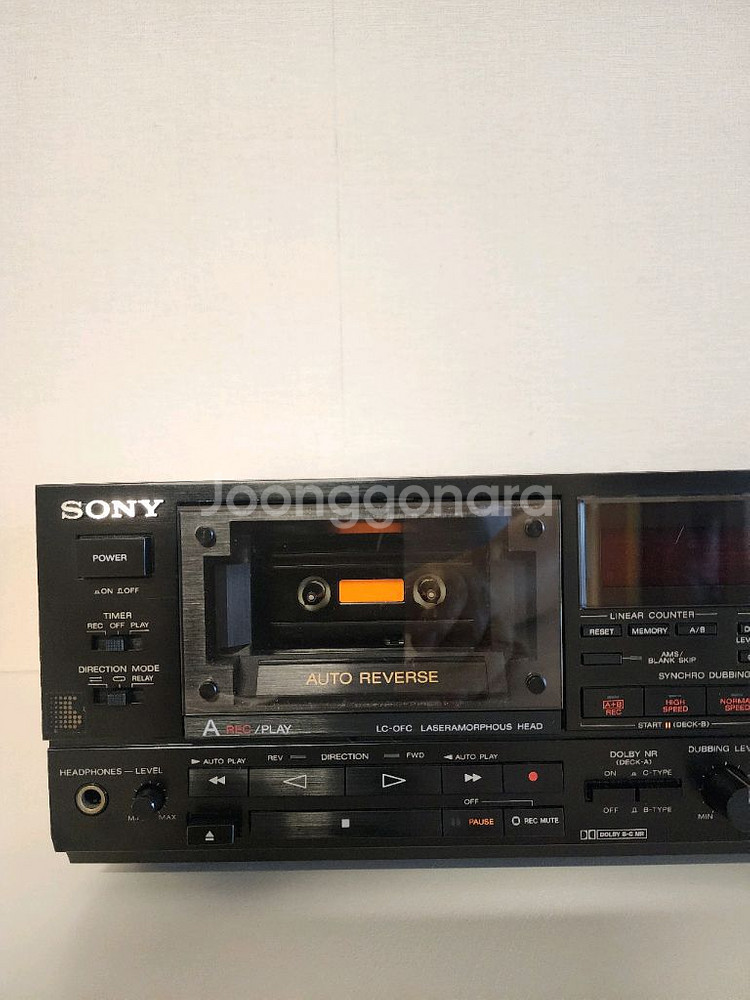 Joonggonara
SONY
POWER
ON OFF
TIMER
REC OFF PLAY
DIRECTION MODE
RELAY
AUTO REVERSE
A REC/PLAY
LC-OFC LASERAMORPHOUS HEAD
LINEAR COUNTER
RESET MEMORY A/B
AMS/
BLANK SKIP
SYNCHRO DUBBING
A+B
REC
HIGH
SPEED
START (DECK-B)
HEADPHONES LEVEL
MAX
AUTO PLAY REV DIRECTION FWD AUTO PLAY
OFF
PAUSE
REC MUTE
DOLBY NR
(DECK-A)
ON C-TYPE
OFF B-TYPE
DOLBY B-C NR
DUBBING
MIN